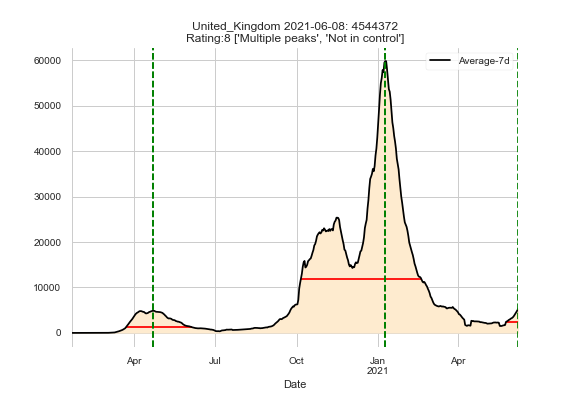 United_Kingdom 2021-06-08: 4544372
Rating:8 ['Multiple peaks', 'Not in control']
Average-7d
60000
50000
40000
30000
20000
10000
0
Apr Jul Oct Jan Apr
2021
Date